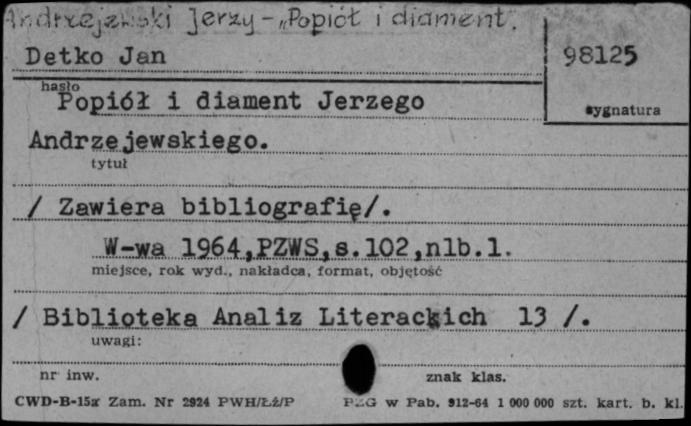 Andrzejewski Jerzy - „Popiół i diament".
Detko Jan
98125
hasło
Popiół i diament Jerzego
sygnatura
Andrzejewskiego.
tytuł
/ Zawiera bibliografię/.
W-wa 1964,PZWS,s.102,nlb.1.
miejsce, rok wyd., nakładca, format, objętość
/ Biblioteka Analiz Literackich 13 /.
uwagi:
nr inw.
znak klas.
CWD-B-15x Zam. Nr 2924 PWH/Łź/P
PZG w Pab. 912-64 1 000 000 szt. kart. b. kl.